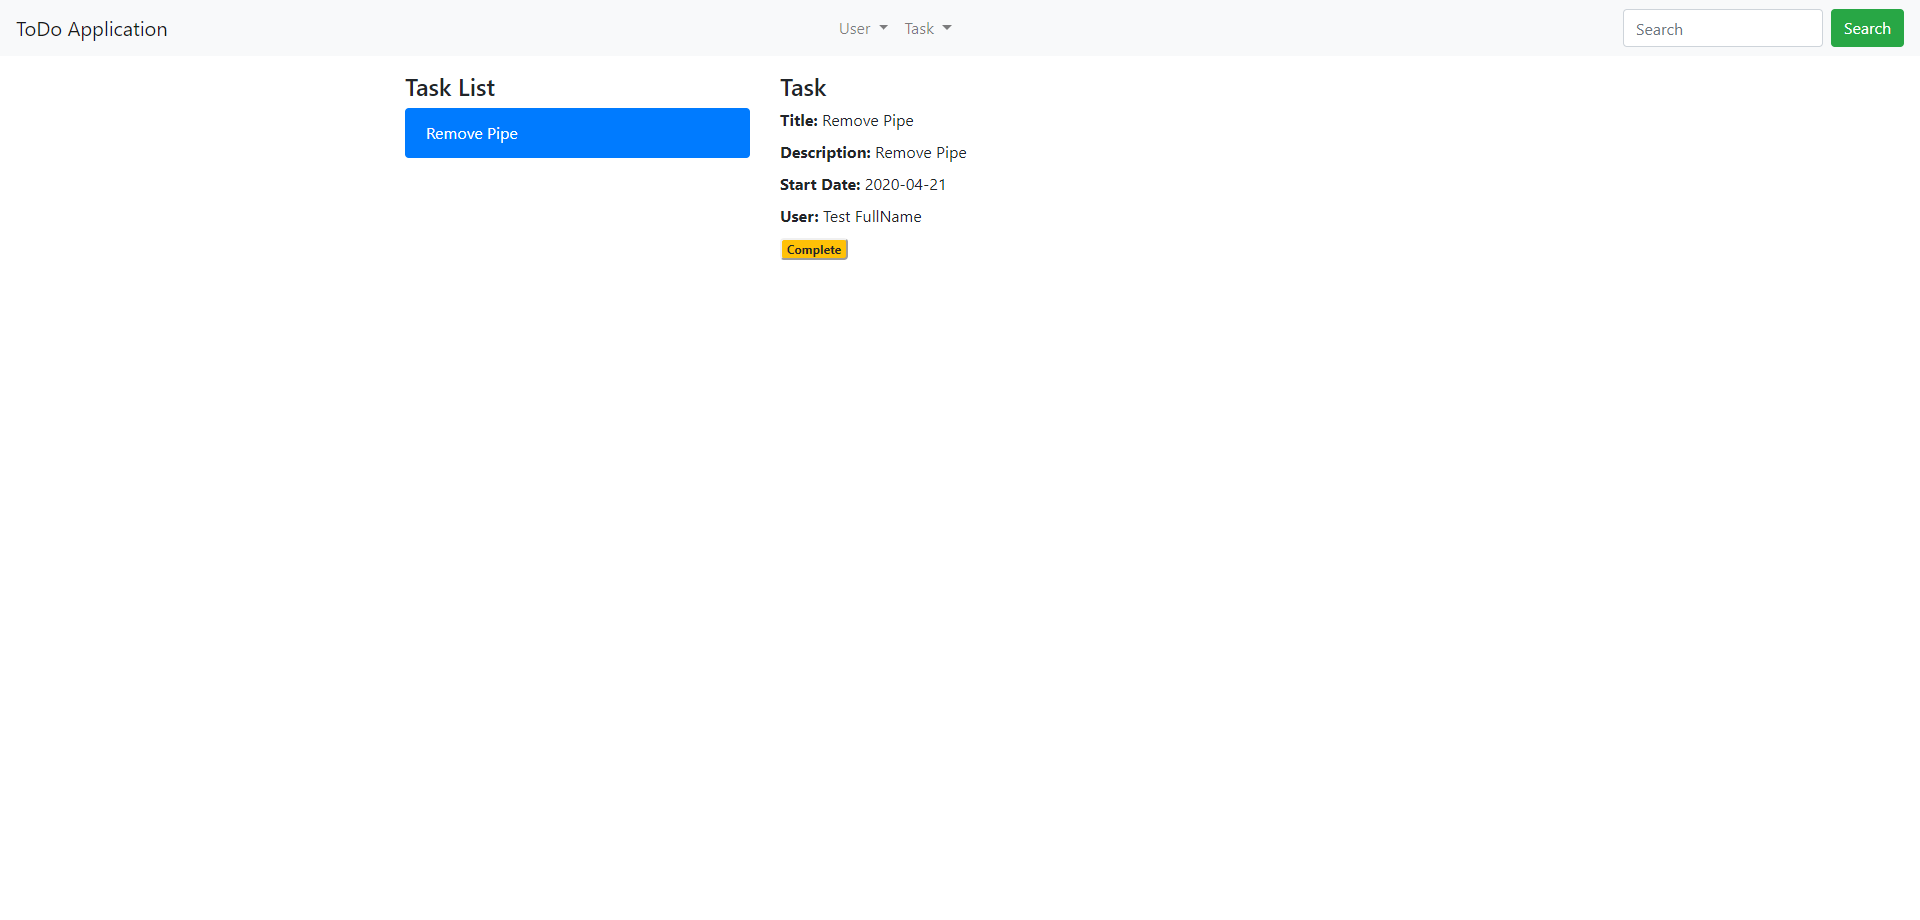 ToDo Application
User
Task
Search
Search
Task List
Remove Pipe
Task
Title: Remove Pipe
Description: Remove Pipe
Start Date: 2020-04-21
User: Test FullName
Complete